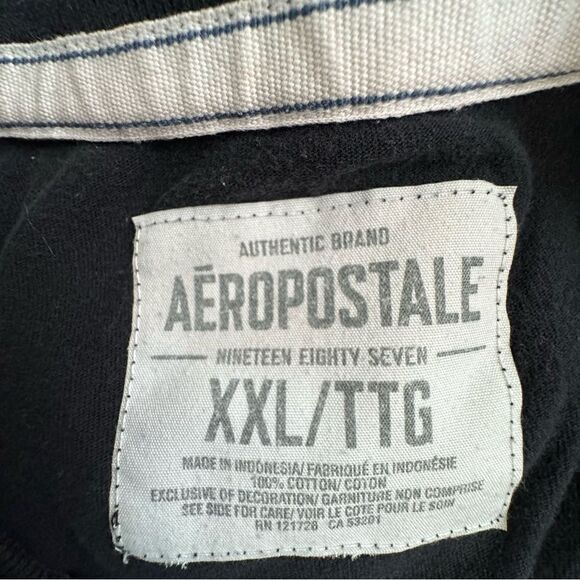 AUTHENTIC BRAND
AÉROPOSTALE
NINETEEN EIGHTY SEVEN
XXL/TTG
MADE IN INDONESIA/FABRIQUÉ EN INDONÉSIE
100% COTTON/COTON
EXCLUSIVE OF DECORATION/GARNITURE NON COMPRISE
SEE SIDE FOR CARE/VOIR LE COTE POUR LE SOIN
RN 121728 CA 53201